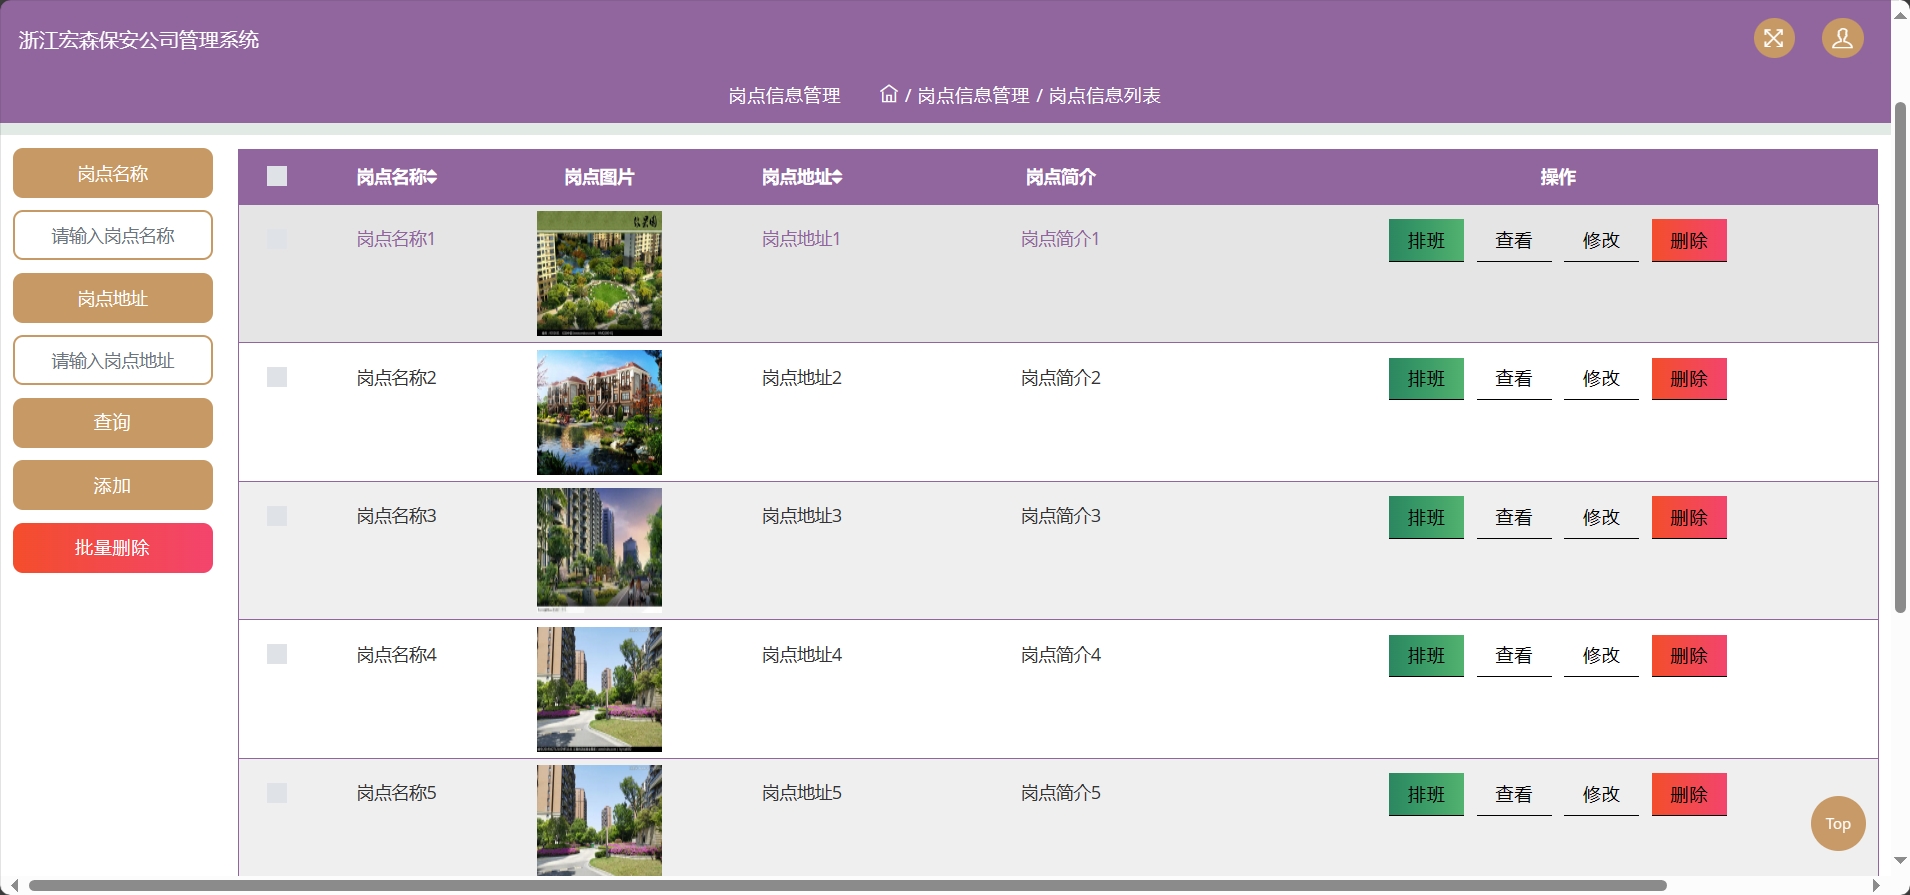 浙江宏森保安公司管理系统
岗点信息管理 / 岗点信息管理 / 岗点信息列表
岗点名称
请输入岗点名称
岗点地址
请输入岗点地址
查询
添加
批量删除
岗点名称 岗点图片 岗点地址 岗点简介 操作
岗点名称1 岗点地址1 岗点简介1 排班 查看 修改 删除
岗点名称2 岗点地址2 岗点简介2 排班 查看 修改 删除
岗点名称3 岗点地址3 岗点简介3 排班 查看 修改 删除
岗点名称4 岗点地址4 岗点简介4 排班 查看 修改 删除
岗点名称5 岗点地址5 岗点简介5 排班 查看 修改 删除
Top